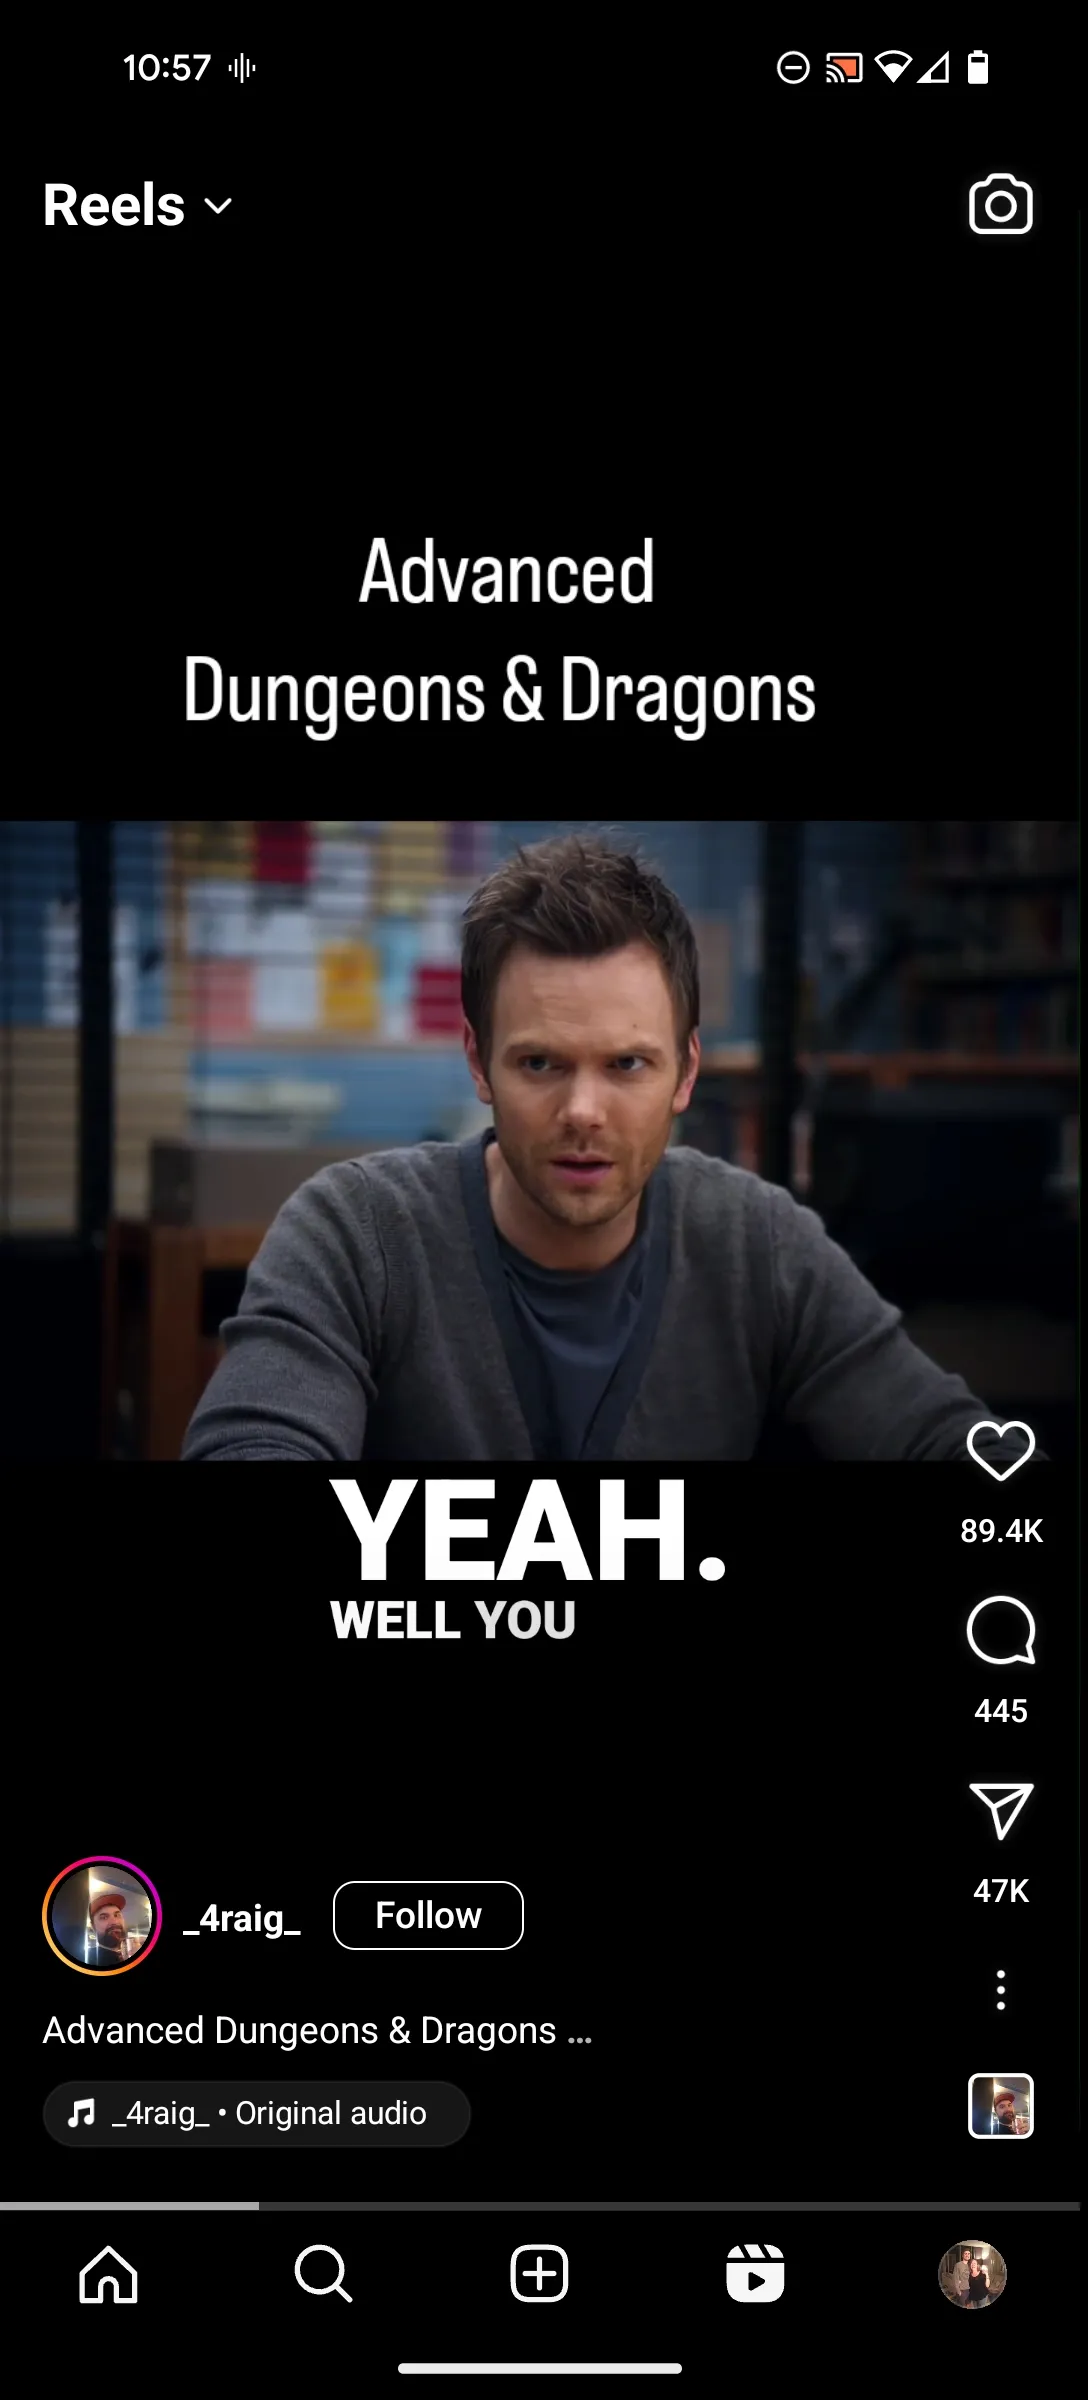 10:57
Reels
Advanced
Dungeons & Dragons
YEAH.
WELL YOU
89.4K
445
47K
_4raig_
Follow
Advanced Dungeons & Dragons ...
_4raig_ • Original audio